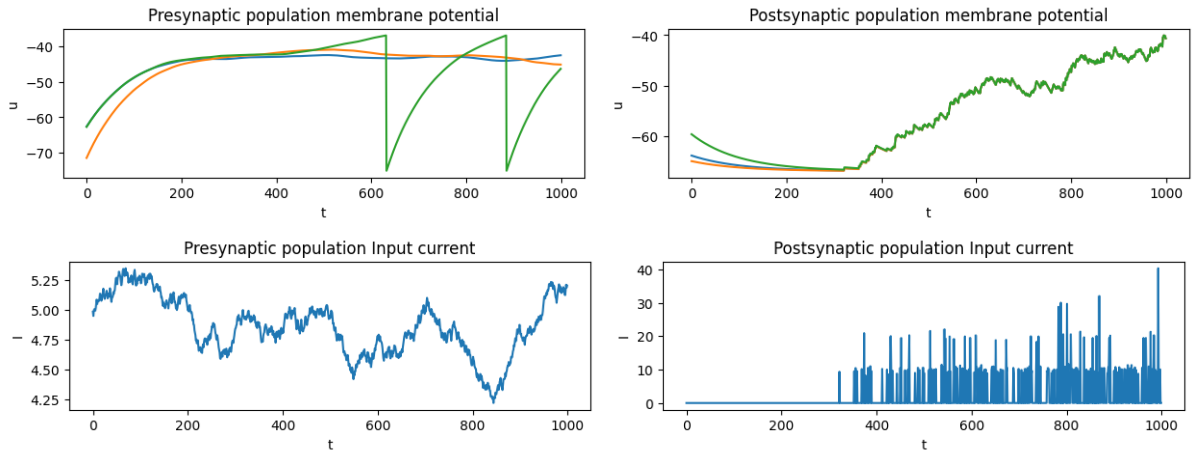 Presynaptic population membrane potential
−40
−50
−60
−70
u
0 200 400 600 800 1000
t
Postsynaptic population membrane potential
−40
−50
−60
u
0 200 400 600 800 1000
t
Presynaptic population Input current
5.25
5.00
4.75
4.50
4.25
I
0 200 400 600 800 1000
t
Postsynaptic population Input current
40
30
20
10
0
I
0 200 400 600 800 1000
t